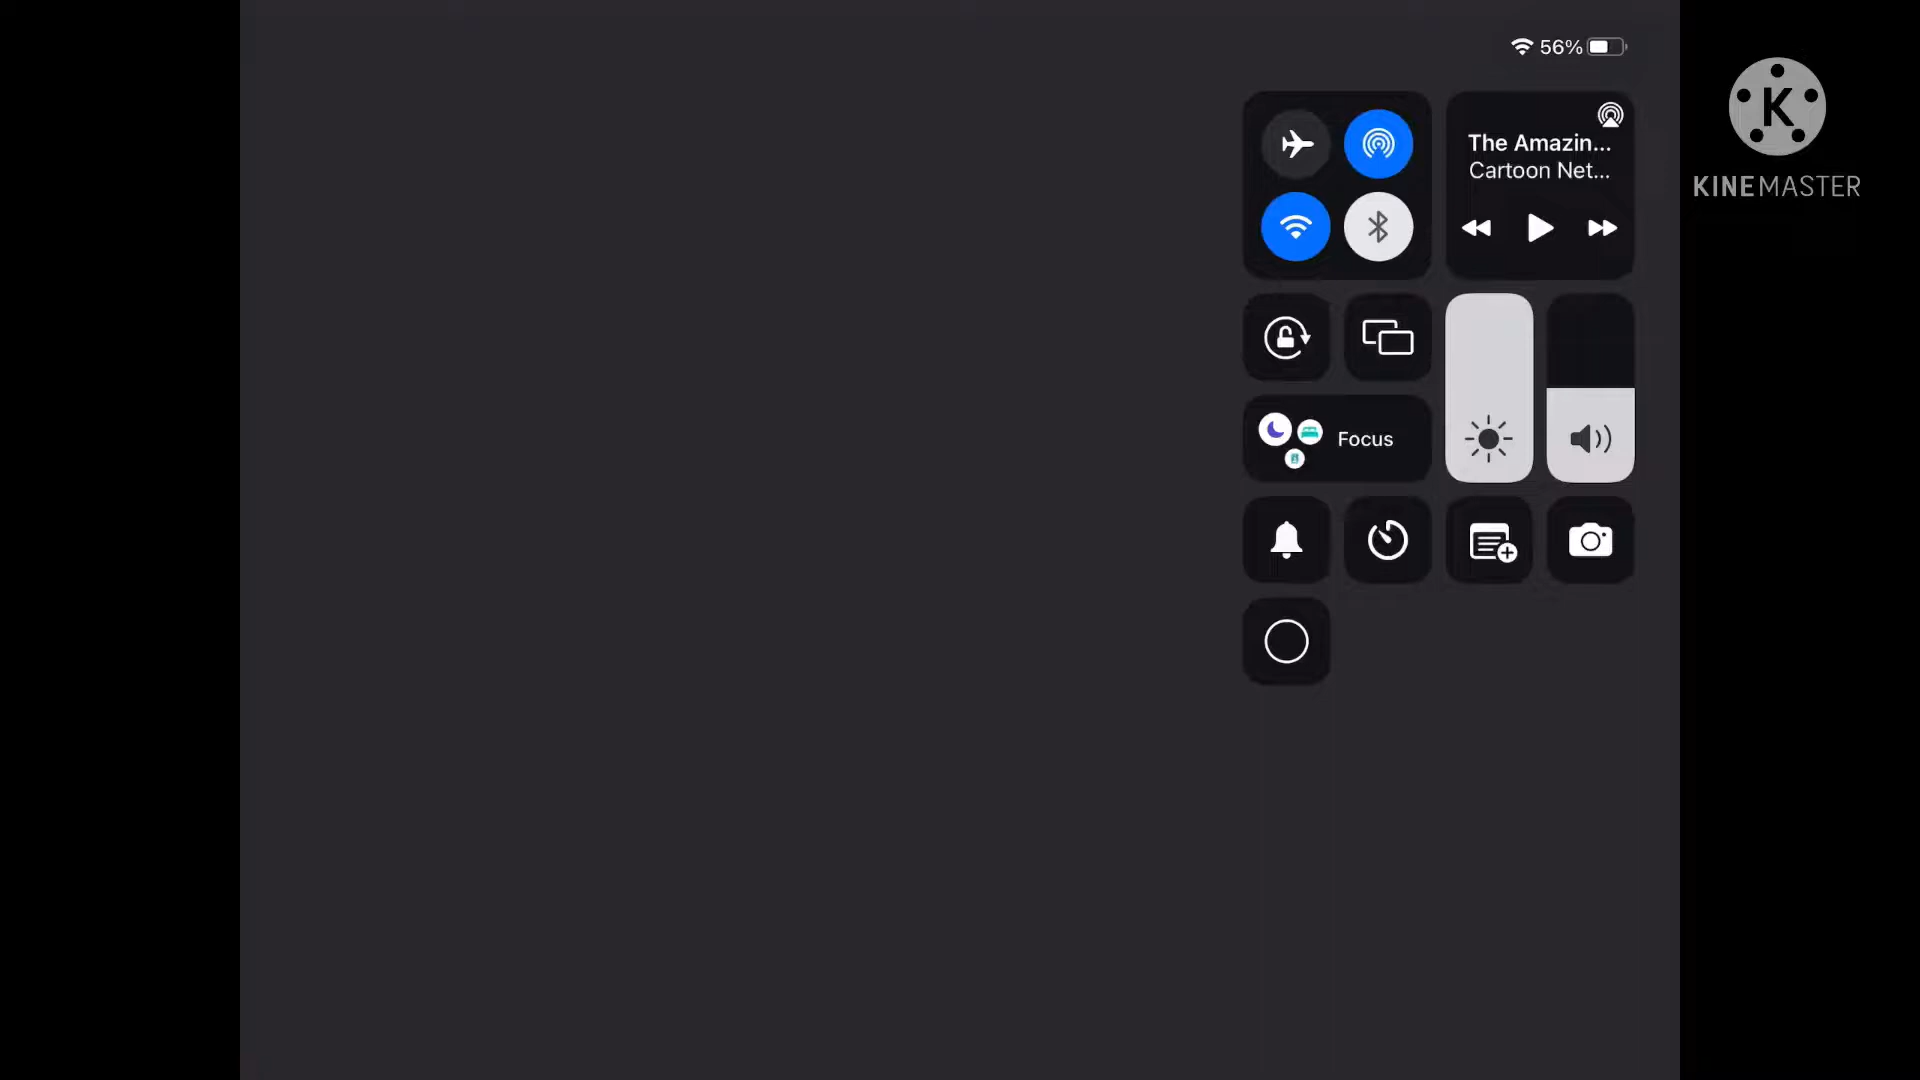 56%
The Amazin...
Cartoon Net...
Focus
K
KINEMASTER